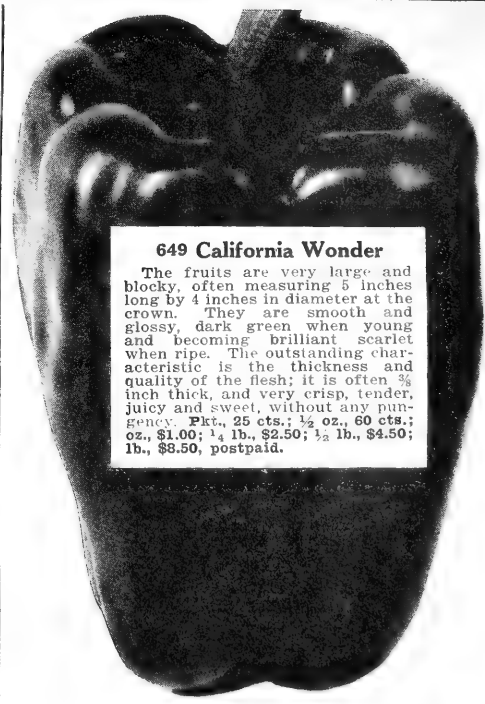 649 California Wonder
The fruits are very large and
blocky, often measuring 5 inches
long by 4 inches in diameter at the
crown. They are smooth and
glossy, dark green when young
and becoming brilliant scarlet
when ripe. The outstanding char-
acteristic is the thickness and
quality of the flesh; it is often ⅜
inch thick, and very crisp, tender,
juicy and sweet, without any pun-
gency. Pkt., 25 cts.; ½ oz., 60 cts.;
oz., $1.00; ¼ lb., $2.50; ½ lb., $4.50;
lb., $8.50, postpaid.